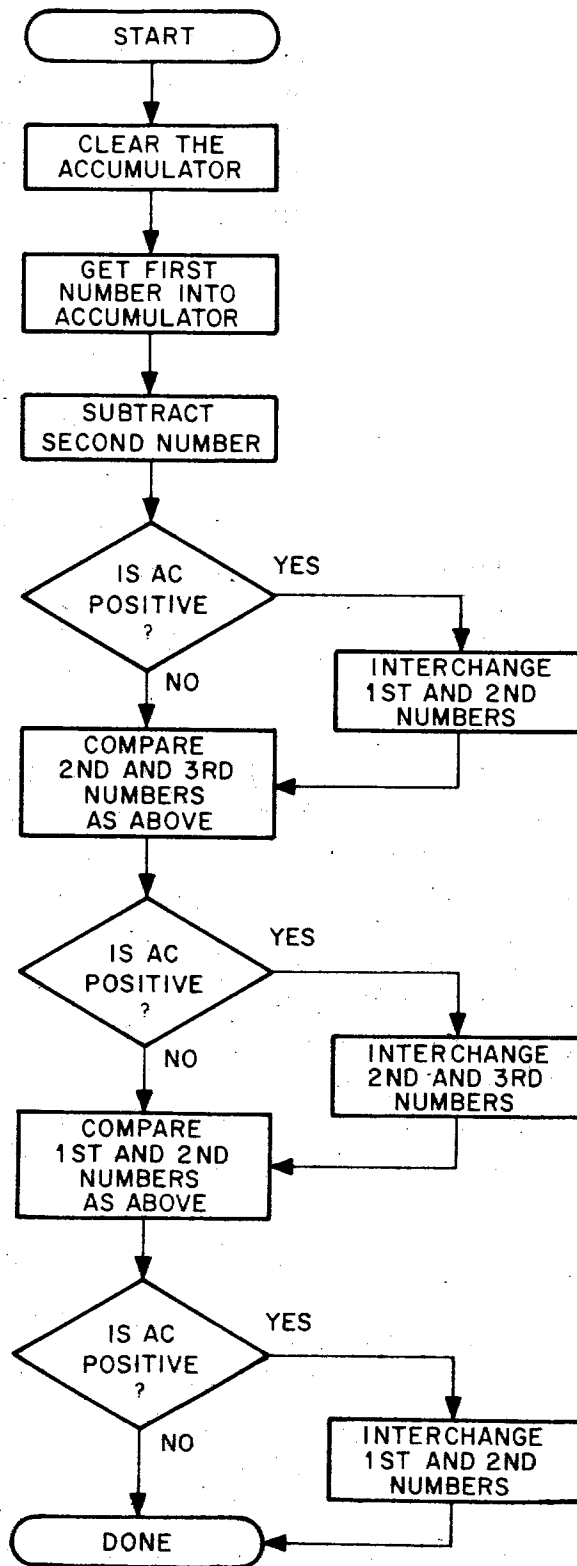 START
CLEAR THE
ACCUMULATOR
GET FIRST
NUMBER INTO
ACCUMULATOR
SUBTRACT
SECOND NUMBER
IS AC
POSITIVE
?
YES
NO
INTERCHANGE
1ST AND 2ND
NUMBERS
COMPARE
2ND AND 3RD
NUMBERS
AS ABOVE
IS AC
POSITIVE
?
YES
NO
INTERCHANGE
2ND AND 3RD
NUMBERS
COMPARE
1ST AND 2ND
NUMBERS
AS ABOVE
IS AC
POSITIVE
?
YES
NO
INTERCHANGE
1ST AND 2ND
NUMBERS
DONE